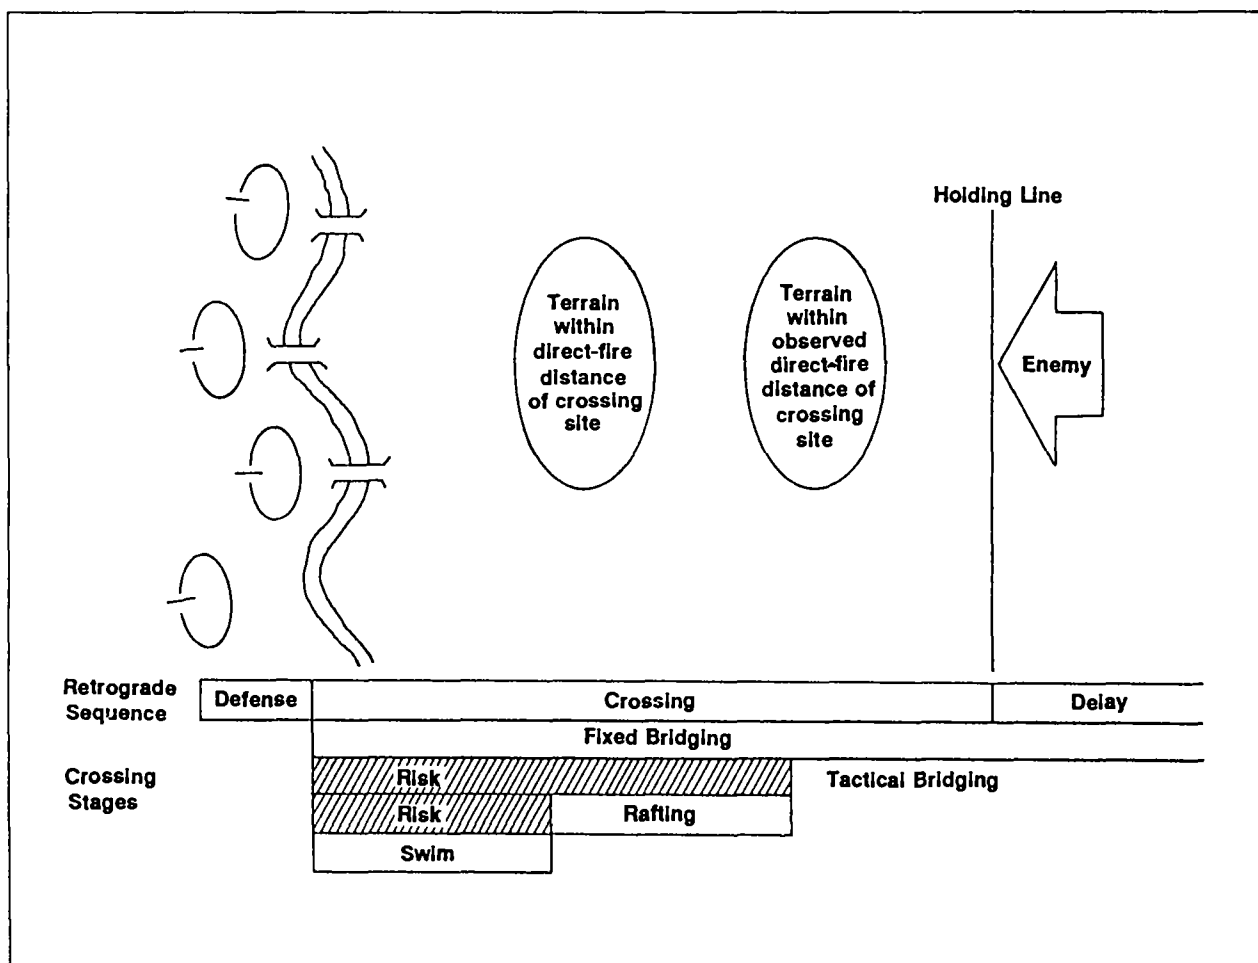 Holding Line
Terrain
within
direct-fire
distance
of crossing
site
Terrain
within
observed
direct-fire
distance of
crossing
site
Enemy
Retrograde
Sequence
Defense
Crossing
Delay
Fixed Bridging
Crossing
Stages
Risk
Tactical Bridging
Risk
Rafting
Swim